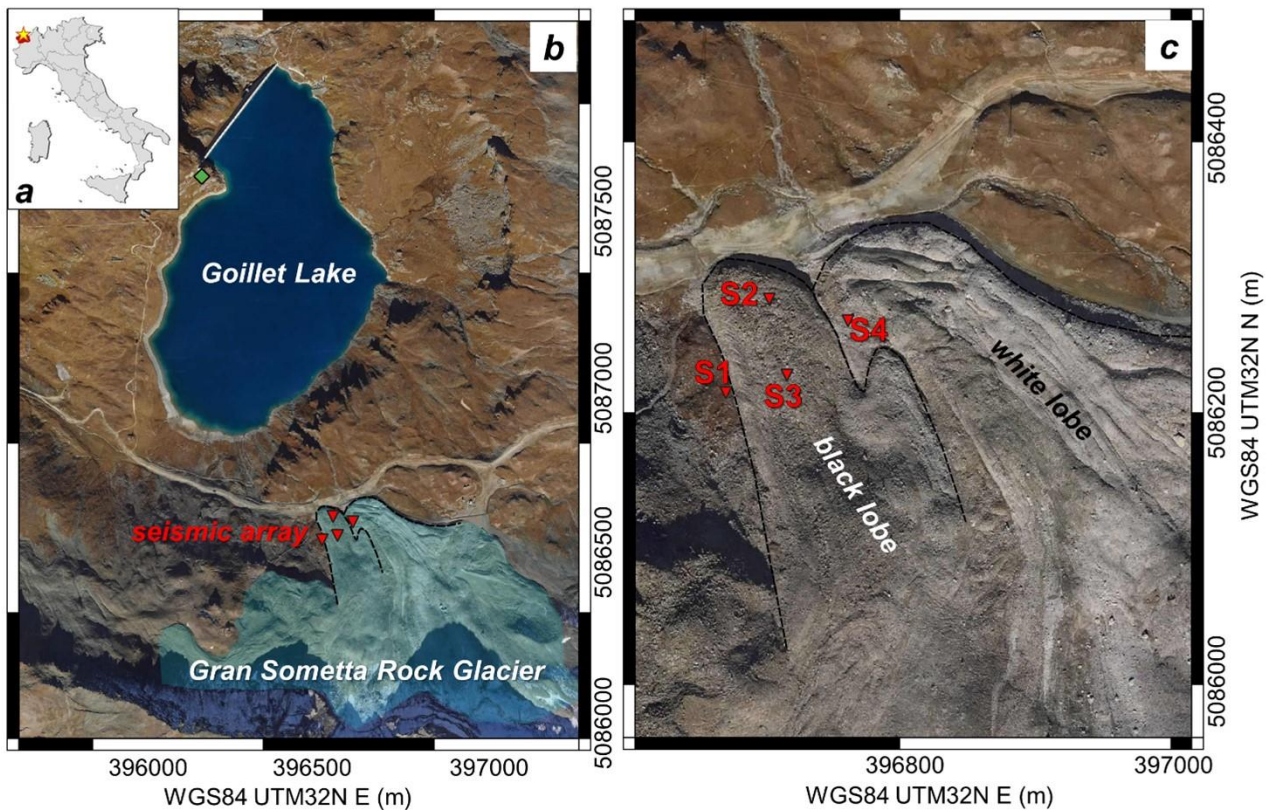 a
b
Goillet Lake
seismic array
Gran Sometta Rock Glacier
5087500
5087000
5086500
5086000
396000
396500
397000
WGS84 UTM32N E (m)
c
S2
S4
S1
S3
white lobe
black lobe
5086400
5086200
5086000
WGS84 UTM32N N (m)
396800
397000
WGS84 UTM32N E (m)